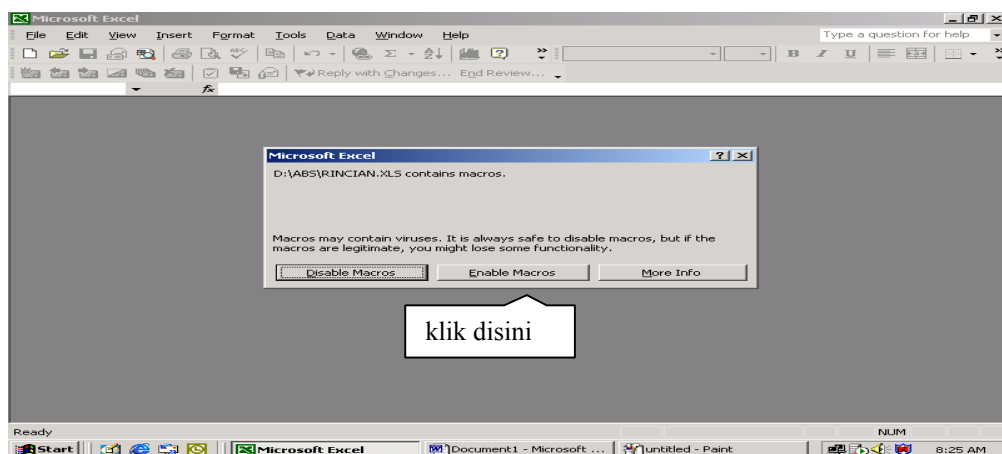 Microsoft Excel
File Edit View Insert Format Tools Data Window Help Type a question for help
B I U
Reply with Changes... End Review...
fx
Microsoft Excel
D:\ABS\RINCIAN.XLS contains macros.
Macros may contain viruses. It is always safe to disable macros, but if the
macros are legitimate, you might lose some functionality.
Disable Macros Enable Macros More Info
klik disini
Ready NUM
Start Microsoft Excel Document1 - Microsoft ... untitled - Paint 8:25 AM